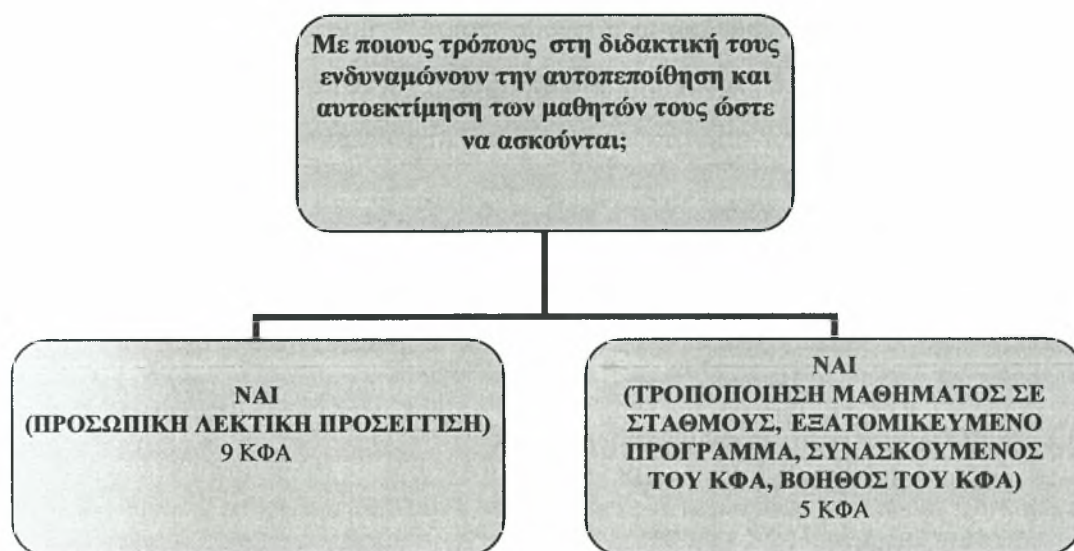 Με ποιους τρόπους στη διδακτική τους
ενδυναμώνουν την αυτοπεποίθηση και
αυτοεκτίμηση των μαθητών τους ώστε
να ασκούνται;
ΝΑΙ
(ΠΡΟΣΩΠΙΚΗ ΛΕΚΤΙΚΗ ΠΡΟΣΕΓΓΙΣΗ)
9 ΚΦΑ
ΝΑΙ
(ΤΡΟΠΟΠΟΙΗΣΗ ΜΑΘΗΜΑΤΟΣ ΣΕ
ΣΤΑΘΜΟΥΣ, ΕΞΑΤΟΜΙΚΕΥΜΕΝΟ
ΠΡΟΓΡΑΜΜΑ, ΣΥΝΑΣΚΟΥΜΕΝΟΣ
ΤΟΥ ΚΦΑ, ΒΟΗΘΟΣ ΤΟΥ ΚΦΑ)
5 ΚΦΑ